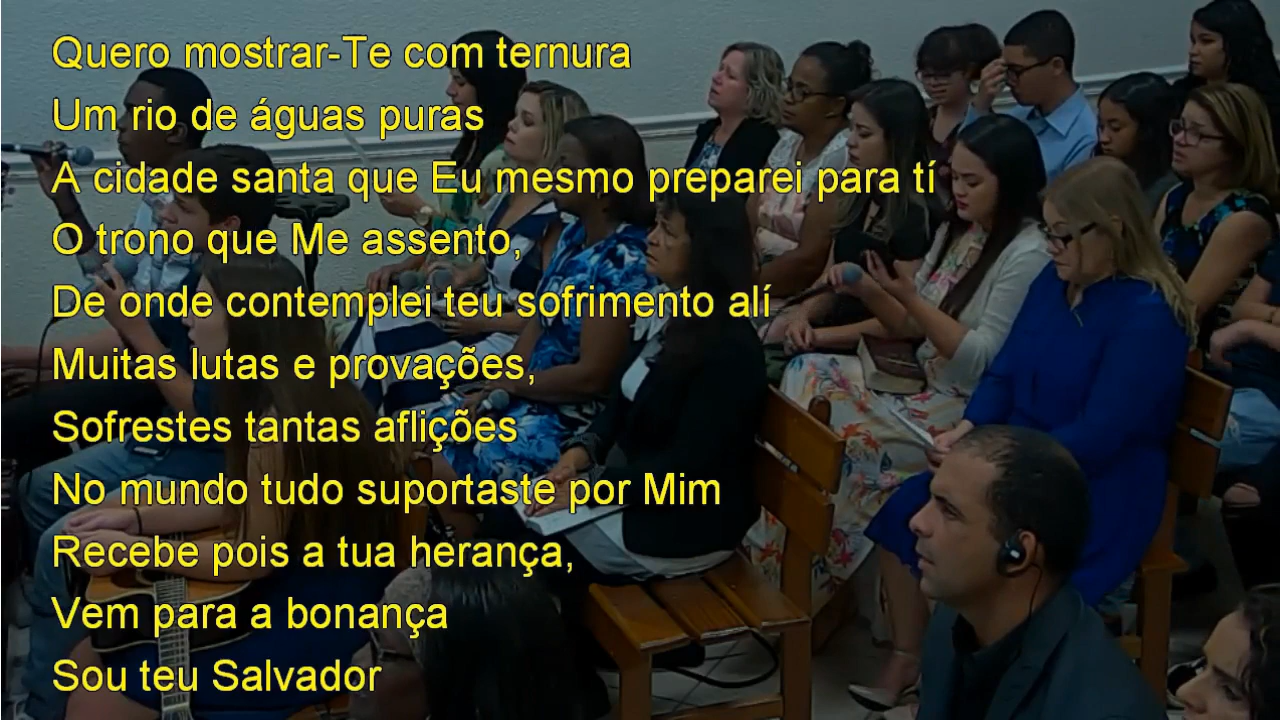 Quero mostrar-Te com ternura
Um rio de águas puras
A cidade santa que Eu mesmo preparei para tí
O trono que Me assento,
De onde contemplei teu sofrimento alí
Muitas lutas e provações,
Sofrestes tantas aflições
No mundo tudo suportaste por Mim
Recebe pois a tua herança,
Vem para a bonança
Sou teu Salvador